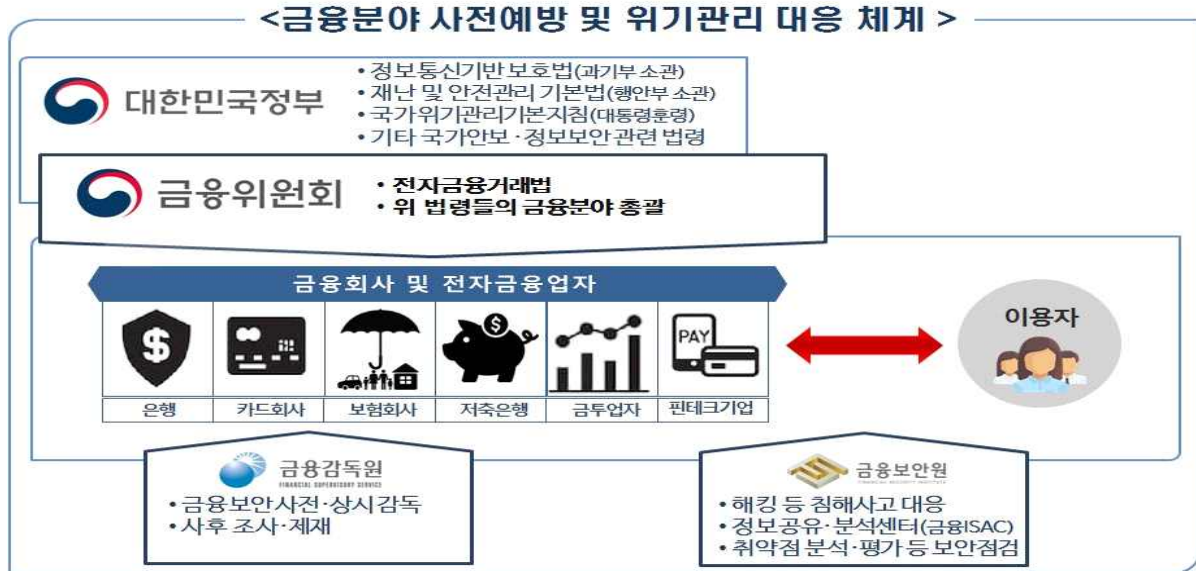 <금융분야 사전예방 및 위기관리 대응 체계 >
대한민국정부
• 정보통신기반 보호법(과기부 소관)
• 재난 및 안전관리 기본법(행안부 소관)
• 국가위기관리기본지침(대통령훈령)
• 기타 국가안보·정보보안 관련 법령
금융위원회
• 전자금융거래법
• 위 법령들의 금융분야 총괄
금융회사 및 전자금융업자
PAY
은행
카드회사
보험회사
저축은행
금투업자
핀테크기업
이용자
금융감독원
FINANCIAL SUPERVISORY SERVICE
• 금융보안 사전·상시 감독
• 사후 조사·제재
금융보안원
FINANCIAL SECURITY INSTITUTE
• 해킹 등 침해사고 대응
• 정보공유·분석센터(금융ISAC)
• 취약점 분석·평가 등 보안점검